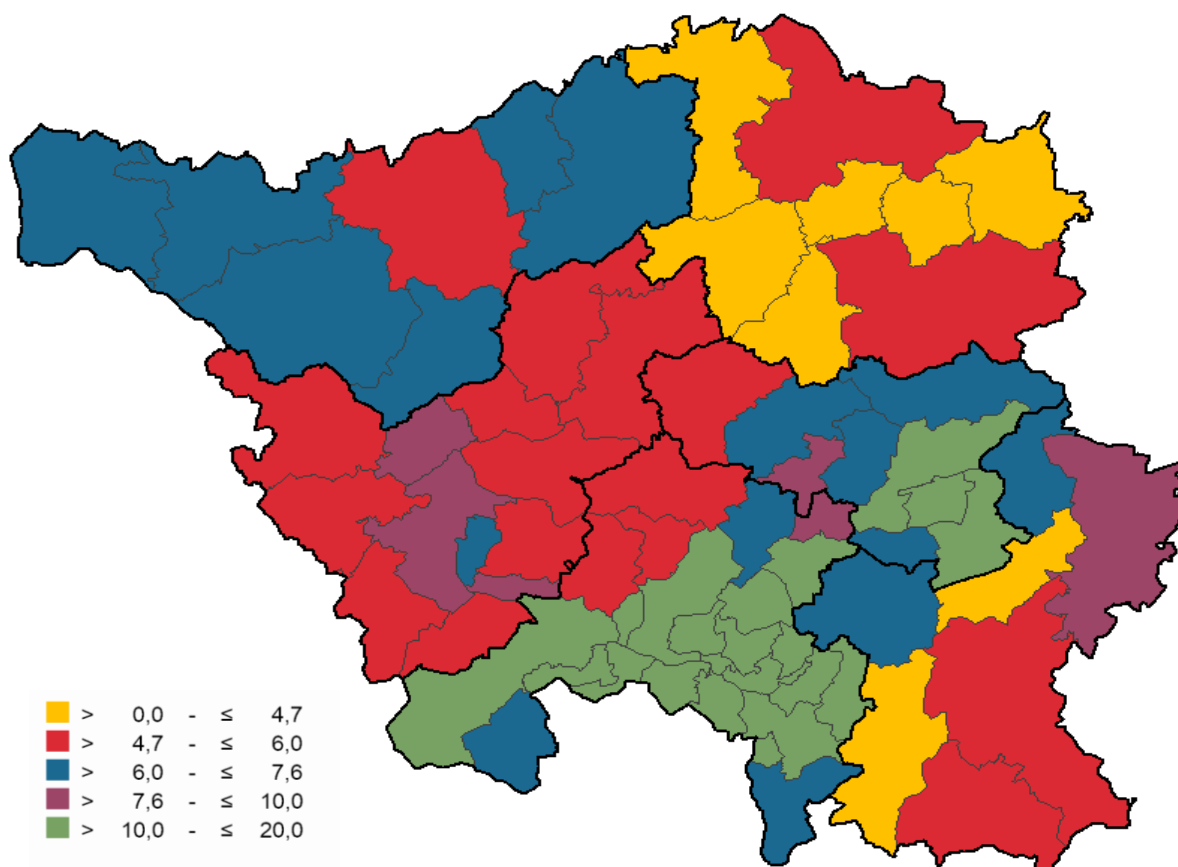 > 0,0 - ≤ 4,7
> 4,7 - ≤ 6,0
> 6,0 - ≤ 7,6
> 7,6 - ≤ 10,0
> 10,0 - ≤ 20,0